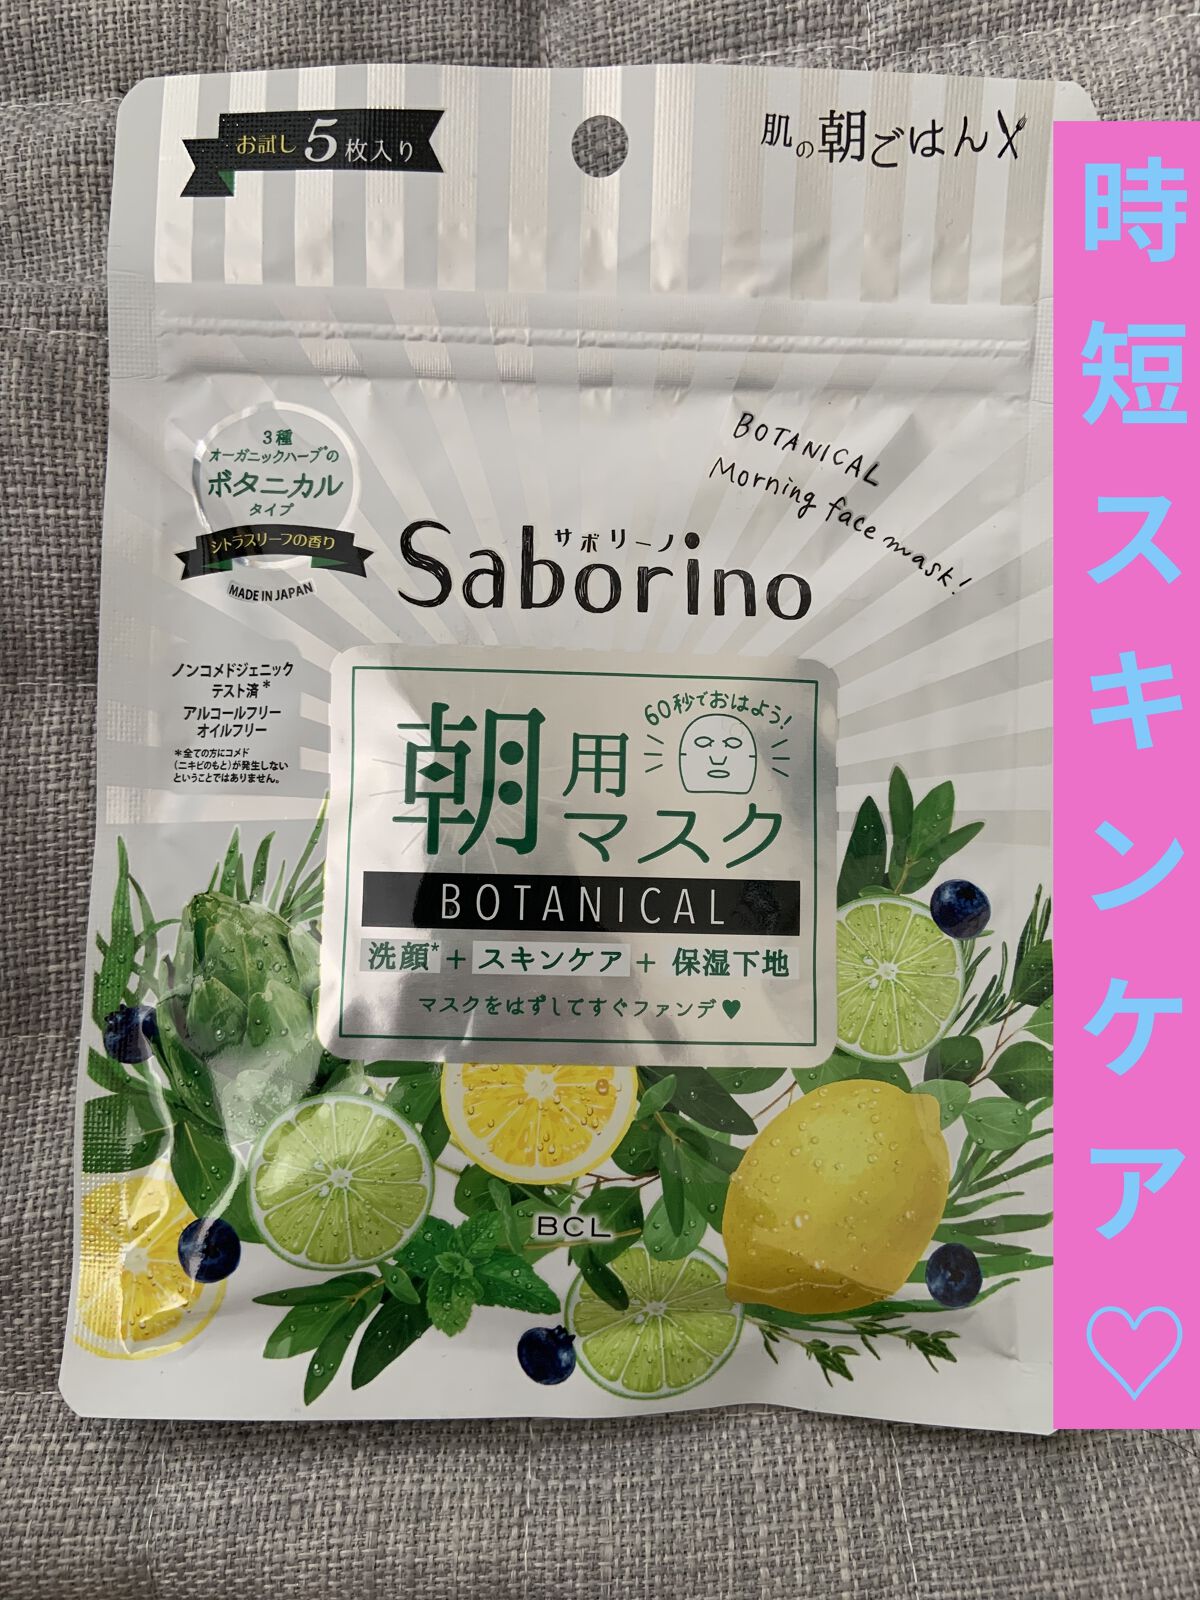 お試し5枚入り
肌の朝ごはん
3種
オーガニックハーブ*の
ボタニカル
タイプ
シトラスリーフの香り
MADE IN JAPAN
BOTANICAL
Morning face mask!
サボリーノ
Saborino
ノンコメドジェニック
テスト済*
アルコールフリー
オイルフリー
*全ての方にコメド
(ニキビのもと)が発生しない
ということではありません。
60秒でおはよう!
朝用マスク
BOTANICAL
洗顔*+スキンケア+保湿下地
マスクをはずしてすぐファンデ♥
BCL
時短スキンケア♡